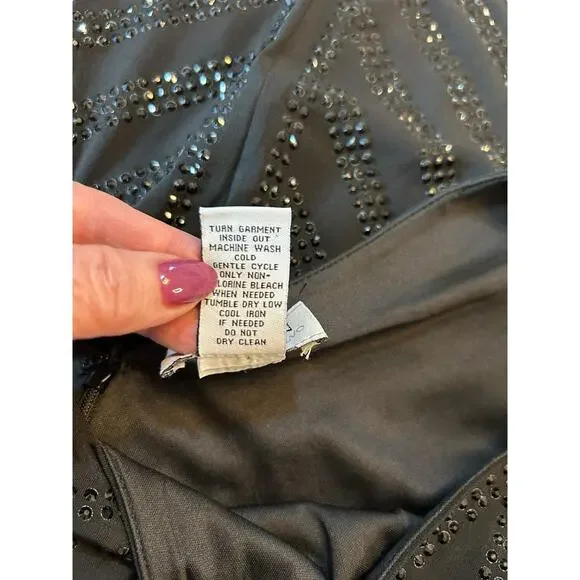 TURN GARMENT
INSIDE OUT
MACHINE WASH
COLD
GENTLE CYCLE
ONLY NON-
LORINE BLEACH
WHEN NEEDED
TUMBLE DRY LOW
COOL IRON
IF NEEDED
DO NOT
DRY CLEAN